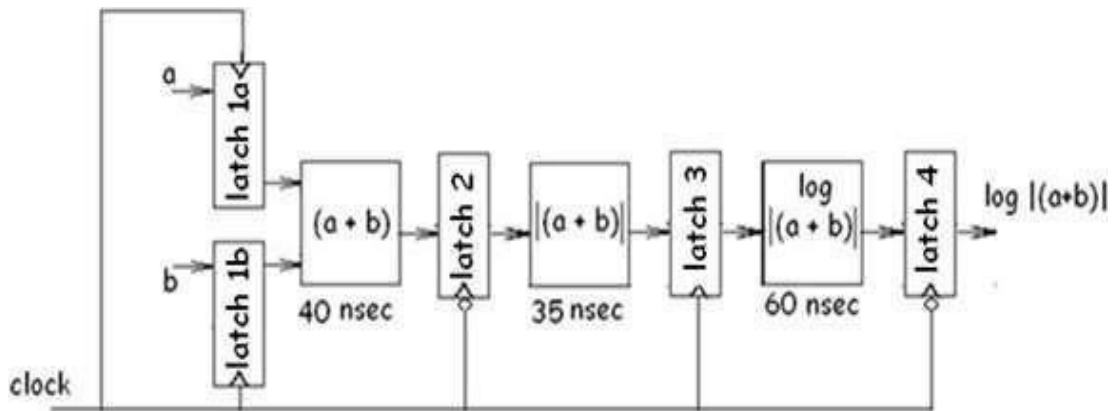 a
latch 1a
b
latch 1b
(a + b)
40 nsec
latch 2
|(a + b)|
35 nsec
latch 3
log
|(a + b)|
60 nsec
latch 4
log |(a+b)|
clock